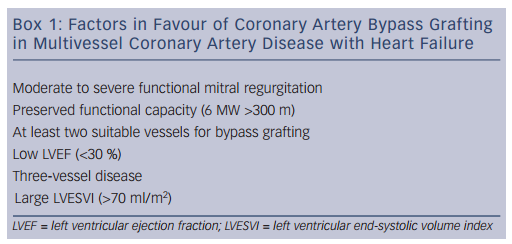 Box 1: Factors in Favour of Coronary Artery Bypass Grafting
in Multivessel Coronary Artery Disease with Heart Failure
Moderate to severe functional mitral regurgitation
Preserved functional capacity (6 MW >300 m)
At least two suitable vessels for bypass grafting
Low LVEF (<30 %)
Three-vessel disease
Large LVESVI (>70 ml/m²)
LVEF = left ventricular ejection fraction; LVESVI = left ventricular end-systolic volume index